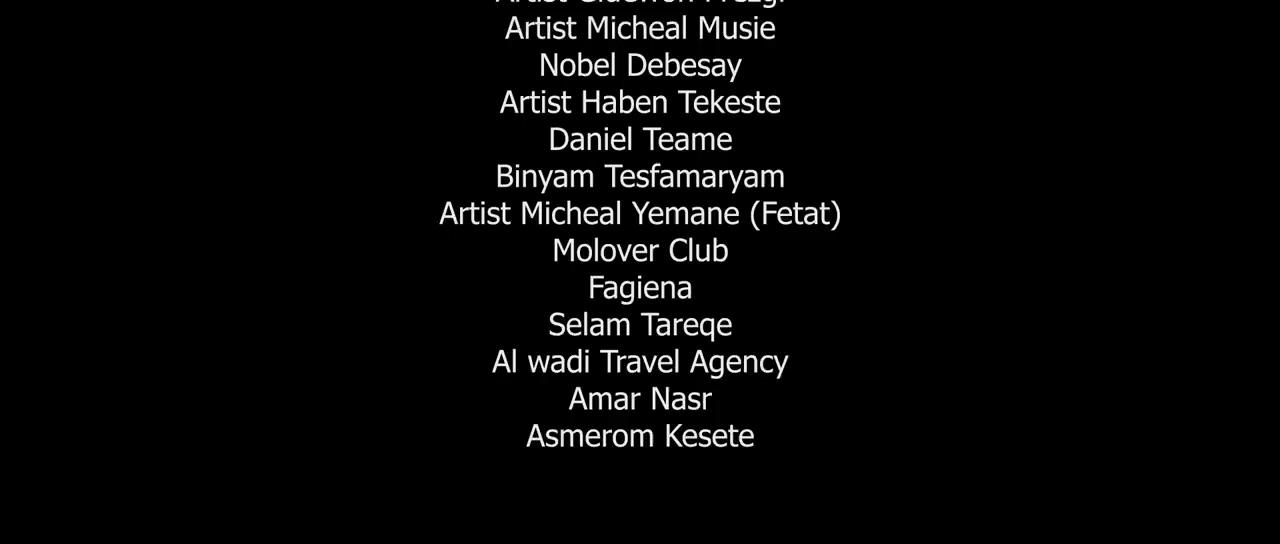 Artist
Artist Micheal Musie
Nobel Debesay
Artist Haben Tekeste
Daniel Teame
Binyam Tesfamaryam
Artist Micheal Yemane (Fetat)
Molover Club
Fagiena
Selam Tareqe
Al wadi Travel Agency
Amar Nasr
Asmerom Kesete